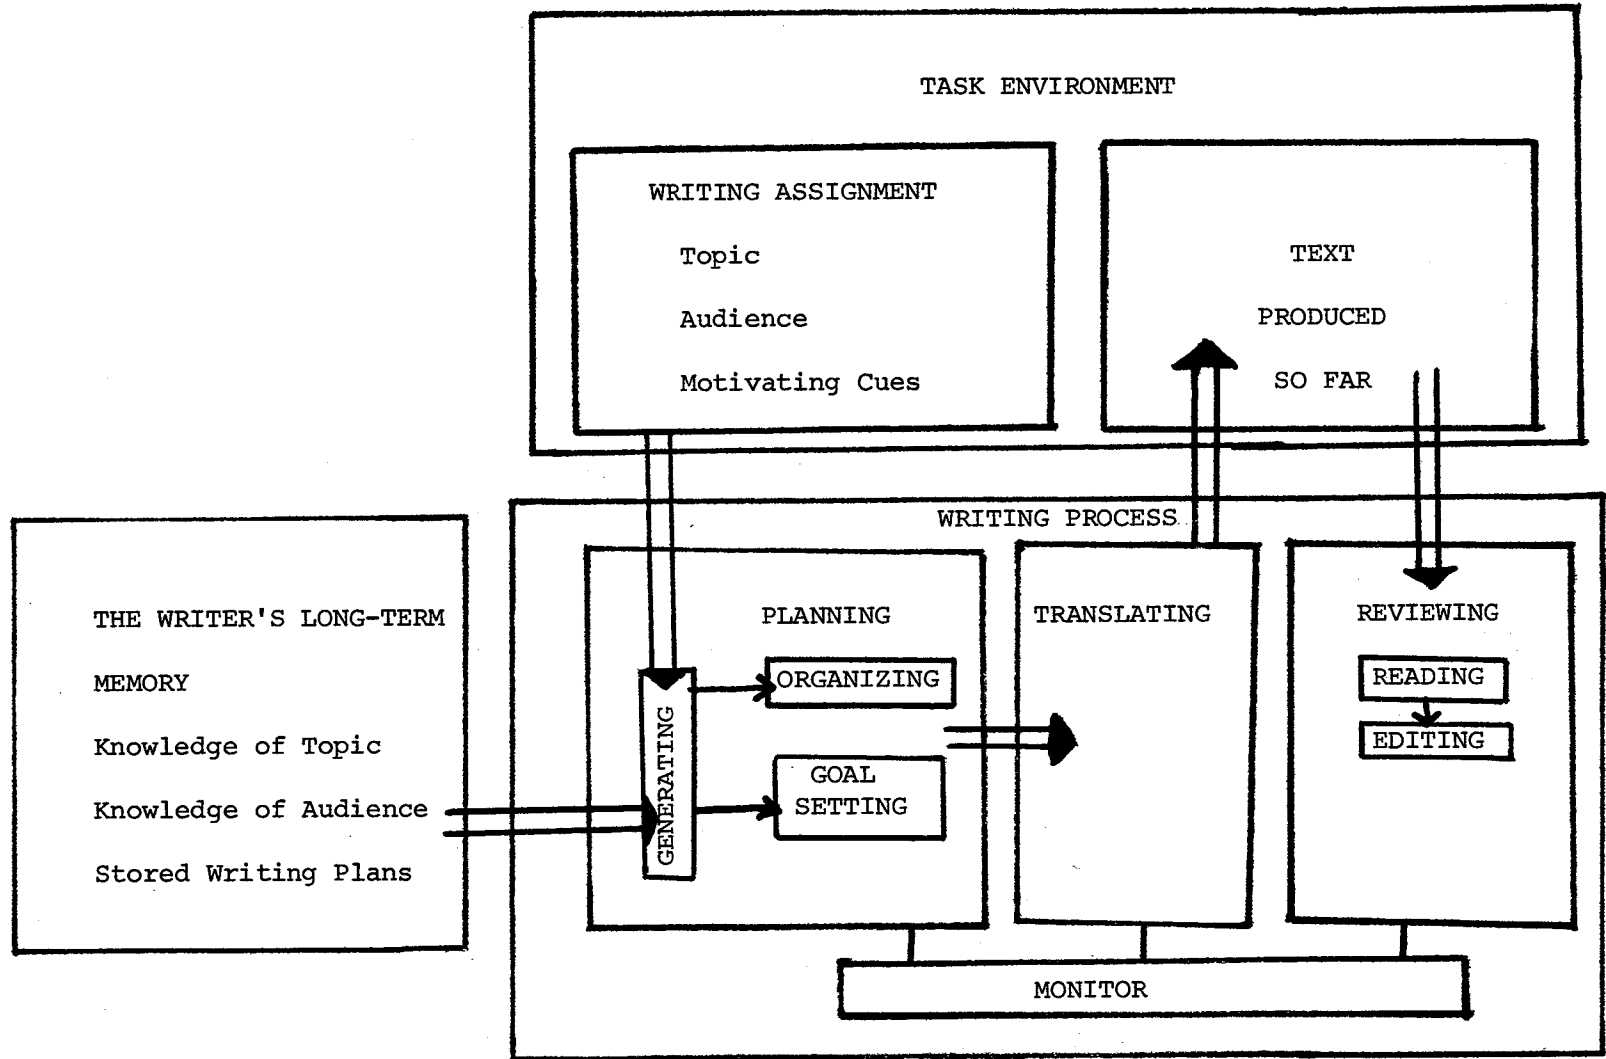 TASK ENVIRONMENT
WRITING ASSIGNMENT
Topic
Audience
Motivating Cues
TEXT
PRODUCED
SO FAR
THE WRITER'S LONG-TERM
MEMORY
Knowledge of Topic
Knowledge of Audience
Stored Writing Plans
WRITING PROCESS
PLANNING
GENERATING
ORGANIZING
GOAL
SETTING
TRANSLATING
REVIEWING
READING
EDITING
MONITOR